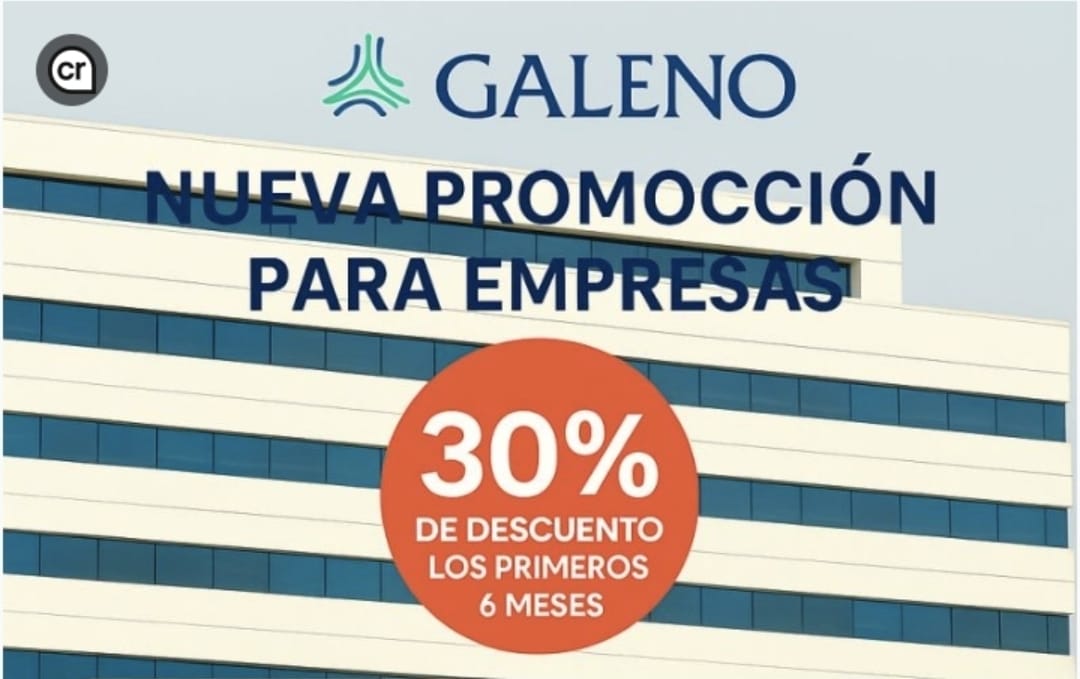 cr
GALENO
NUEVA PROMOCCIÓN
PARA EMPRESAS
30%
DE DESCUENTO
LOS PRIMEROS
6 MESES